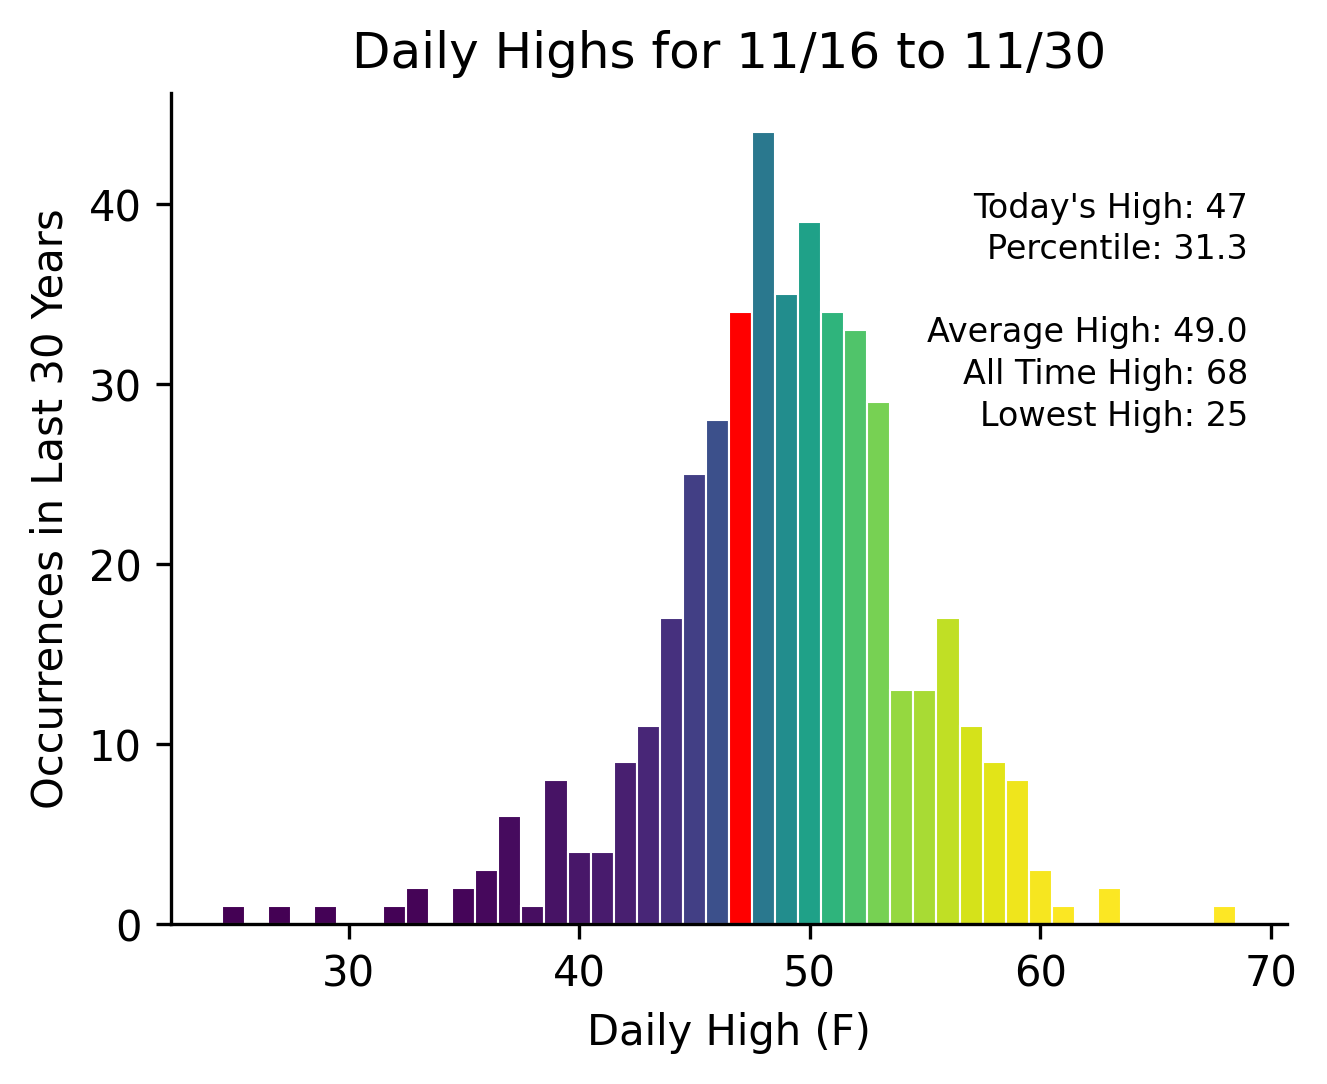 Daily Highs for 11/16 to 11/30
Occurrences in Last 30 Years
40
30
20
10
0
Today's High: 47
Percentile: 31.3
Average High: 49.0
All Time High: 68
Lowest High: 25
30 40 50 60 70
Daily High (F)